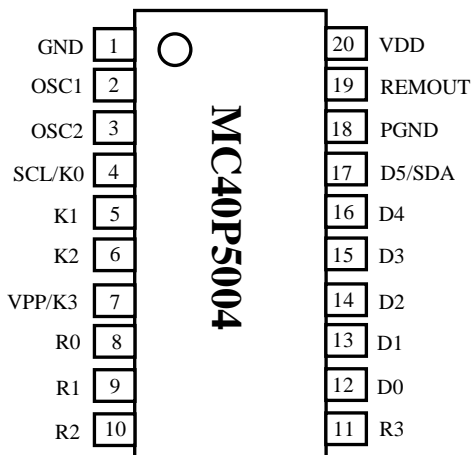 GND 1 20 VDD
OSC1 2 19 REMOUT
OSC2 3 18 PGND
SCL/K0 4 17 D5/SDA
K1 5 16 D4
K2 6 15 D3
VPP/K3 7 14 D2
R0 8 13 D1
R1 9 12 D0
R2 10 11 R3
MC40P5004